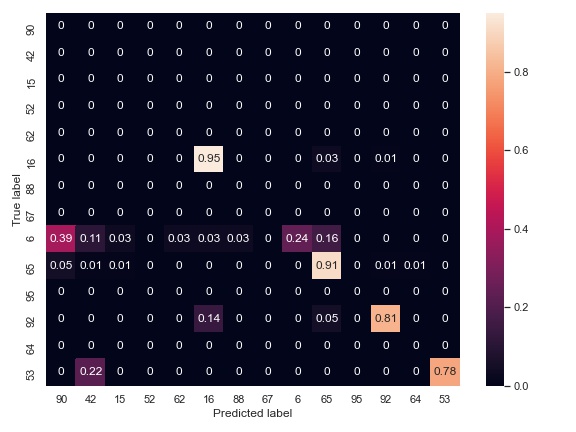 True label
90 0 0 0 0 0 0 0 0 0 0 0 0 0 0
42 0 0 0 0 0 0 0 0 0 0 0 0 0 0
15 0 0 0 0 0 0 0 0 0 0 0 0 0 0
52 0 0 0 0 0 0 0 0 0 0 0 0 0 0
62 0 0 0 0 0 0 0 0 0 0 0 0 0 0
16 0 0 0 0 0 0.95 0 0 0 0.03 0 0.01 0 0
88 0 0 0 0 0 0 0 0 0 0 0 0 0 0
67 0 0 0 0 0 0 0 0 0 0 0 0 0 0
6 0.39 0.11 0.03 0 0.03 0.03 0.03 0 0.24 0.16 0 0 0 0
65 0.05 0.01 0.01 0 0 0 0 0 0 0.91 0 0.01 0.01 0
95 0 0 0 0 0 0 0 0 0 0 0 0 0 0
92 0 0 0 0 0 0.14 0 0 0 0.05 0 0.81 0 0
64 0 0 0 0 0 0 0 0 0 0 0 0 0 0
53 0 0.22 0 0 0 0 0 0 0 0 0 0 0 0.78
90 42 15 52 62 16 88 67 6 65 95 92 64 53
Predicted label
0.8
0.6
0.4
0.2
0.0